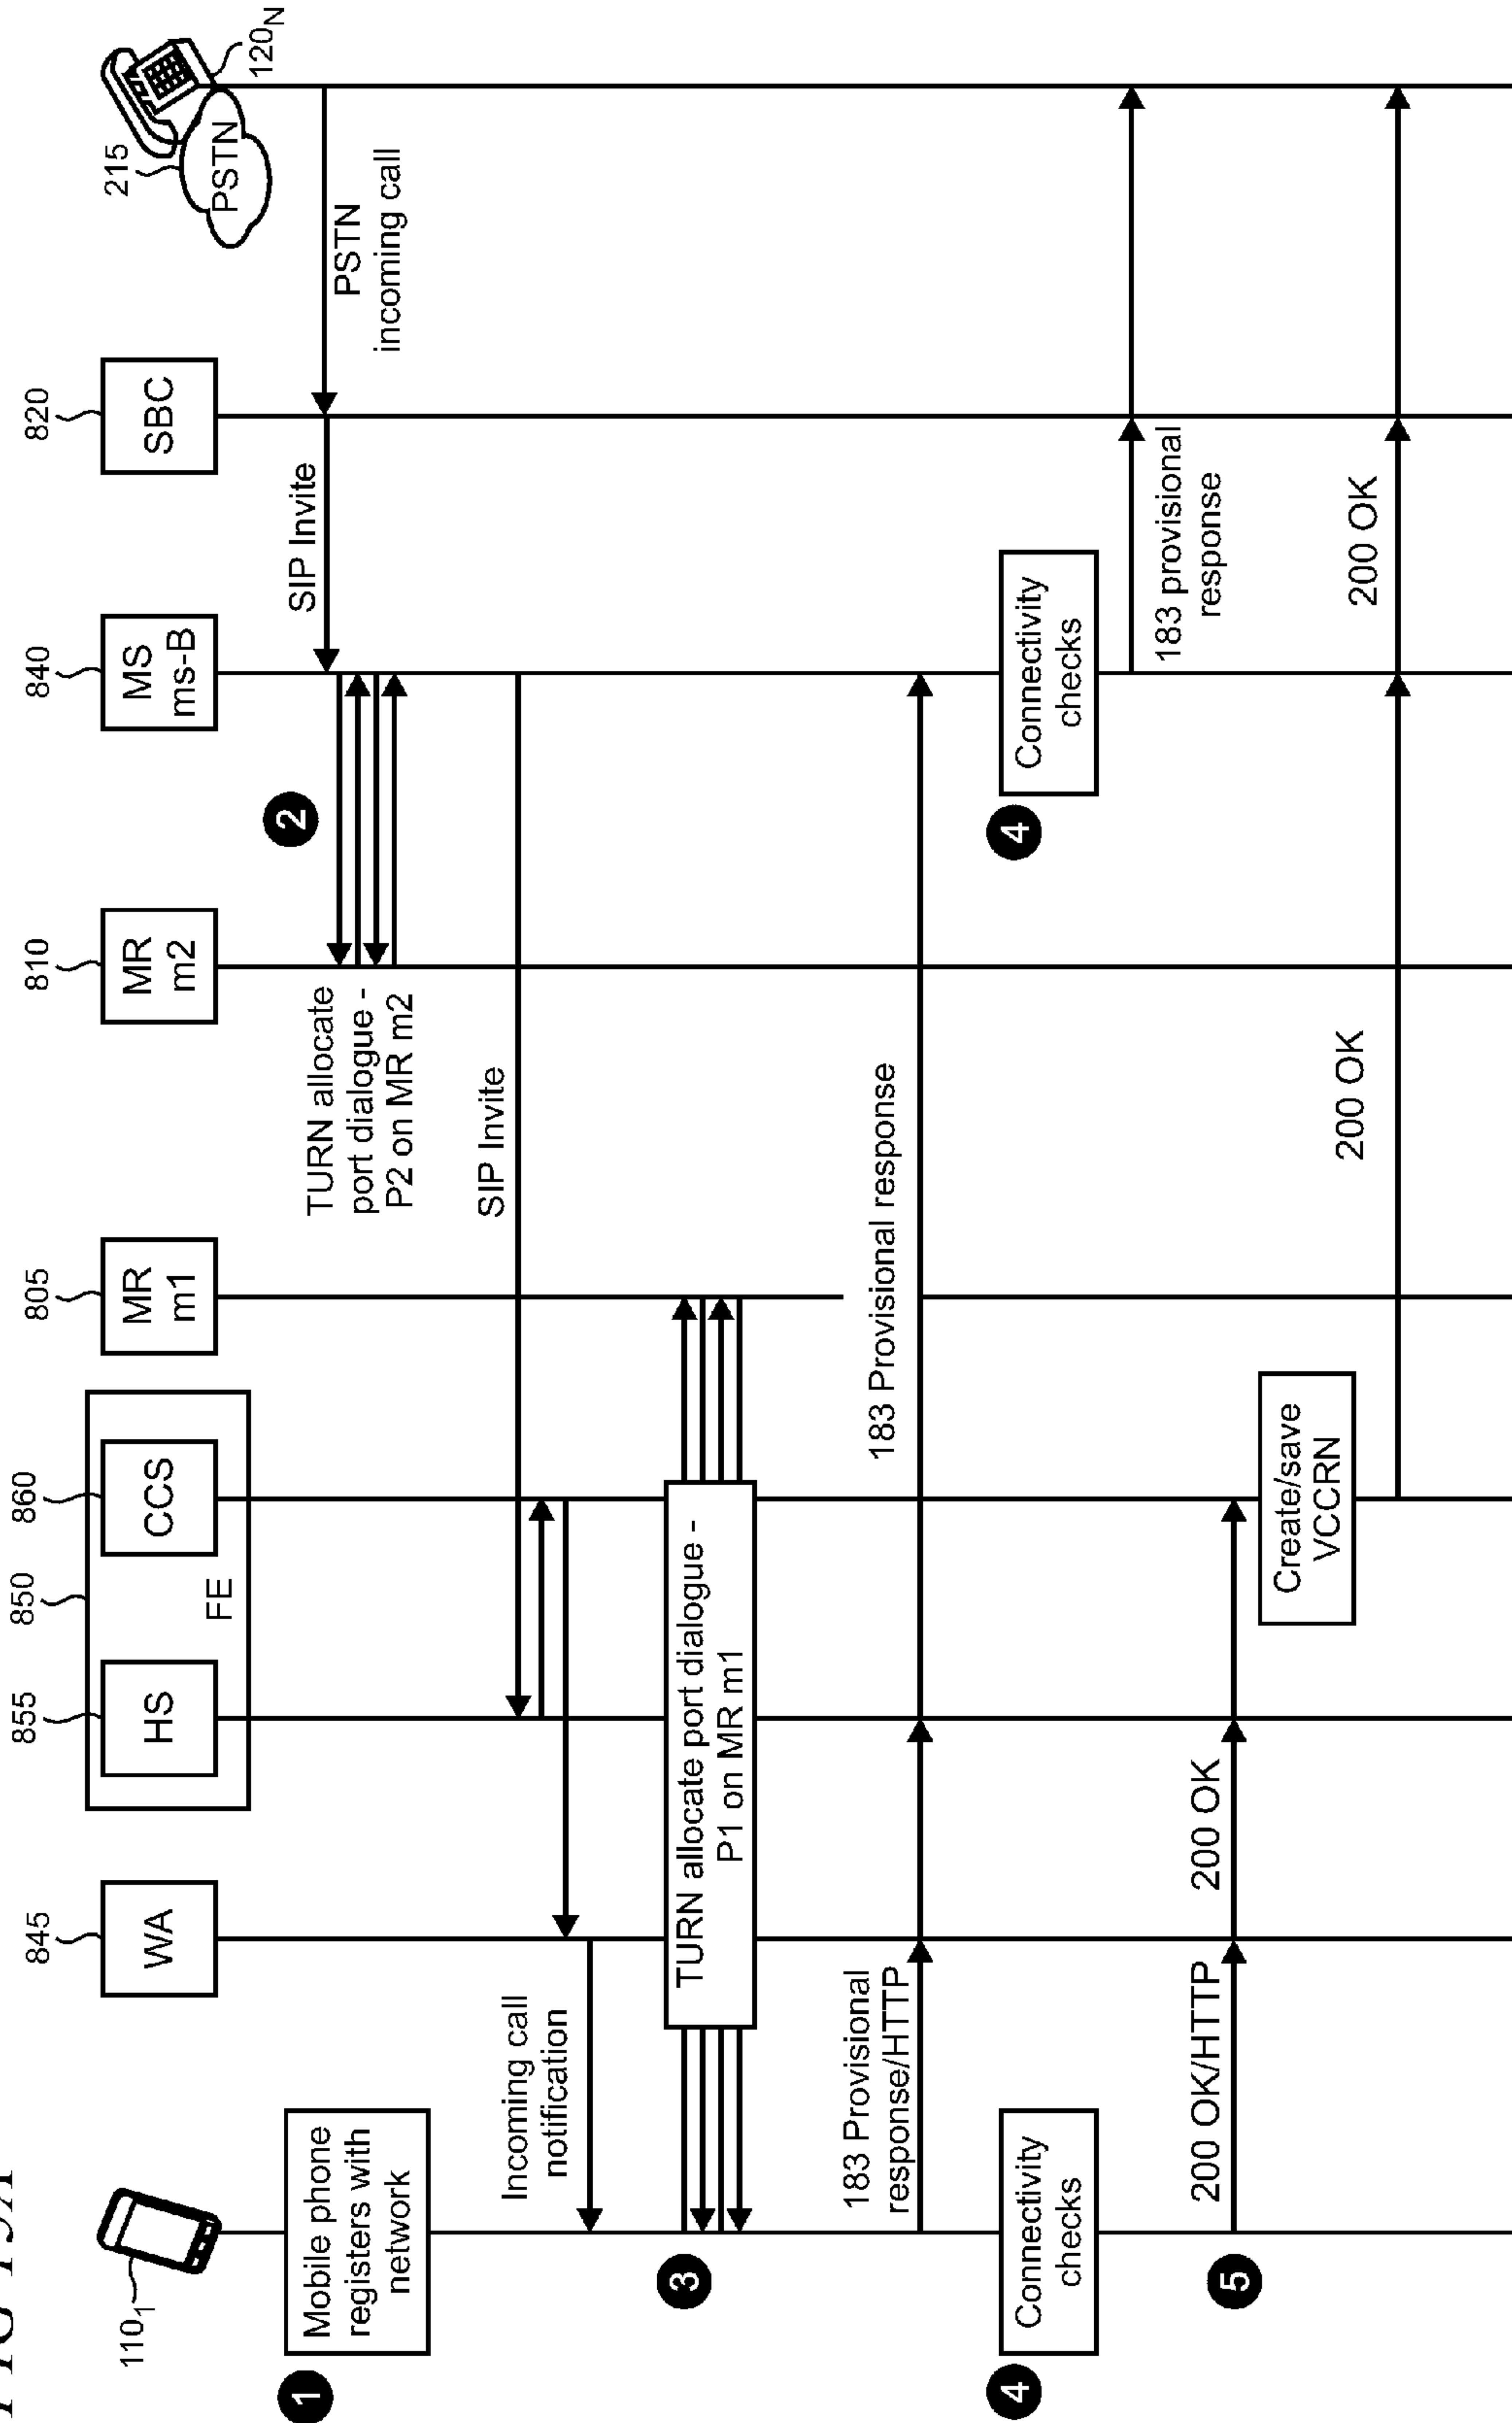 110₁
845
WA
855
HS
850
FE
860
CCS
805
MR
m1
810
MR
m2
840
MS
ms-B
820
SBC
215
PSTN
120N
1
Mobile phone
registers with
network
PSTN
incoming call
SIP Invite
2
TURN allocate
port dialogue -
P2 on MR m2
SIP Invite
Incoming call
notification
3
TURN allocate port dialogue -
P1 on MR m1
183 Provisional
response/HTTP
183 Provisional response
4
Connectivity
checks
4
Connectivity
checks
183 provisional
response
5
200 OK/HTTP
200 OK
Create/save
VCCRN
200 OK
200 OK